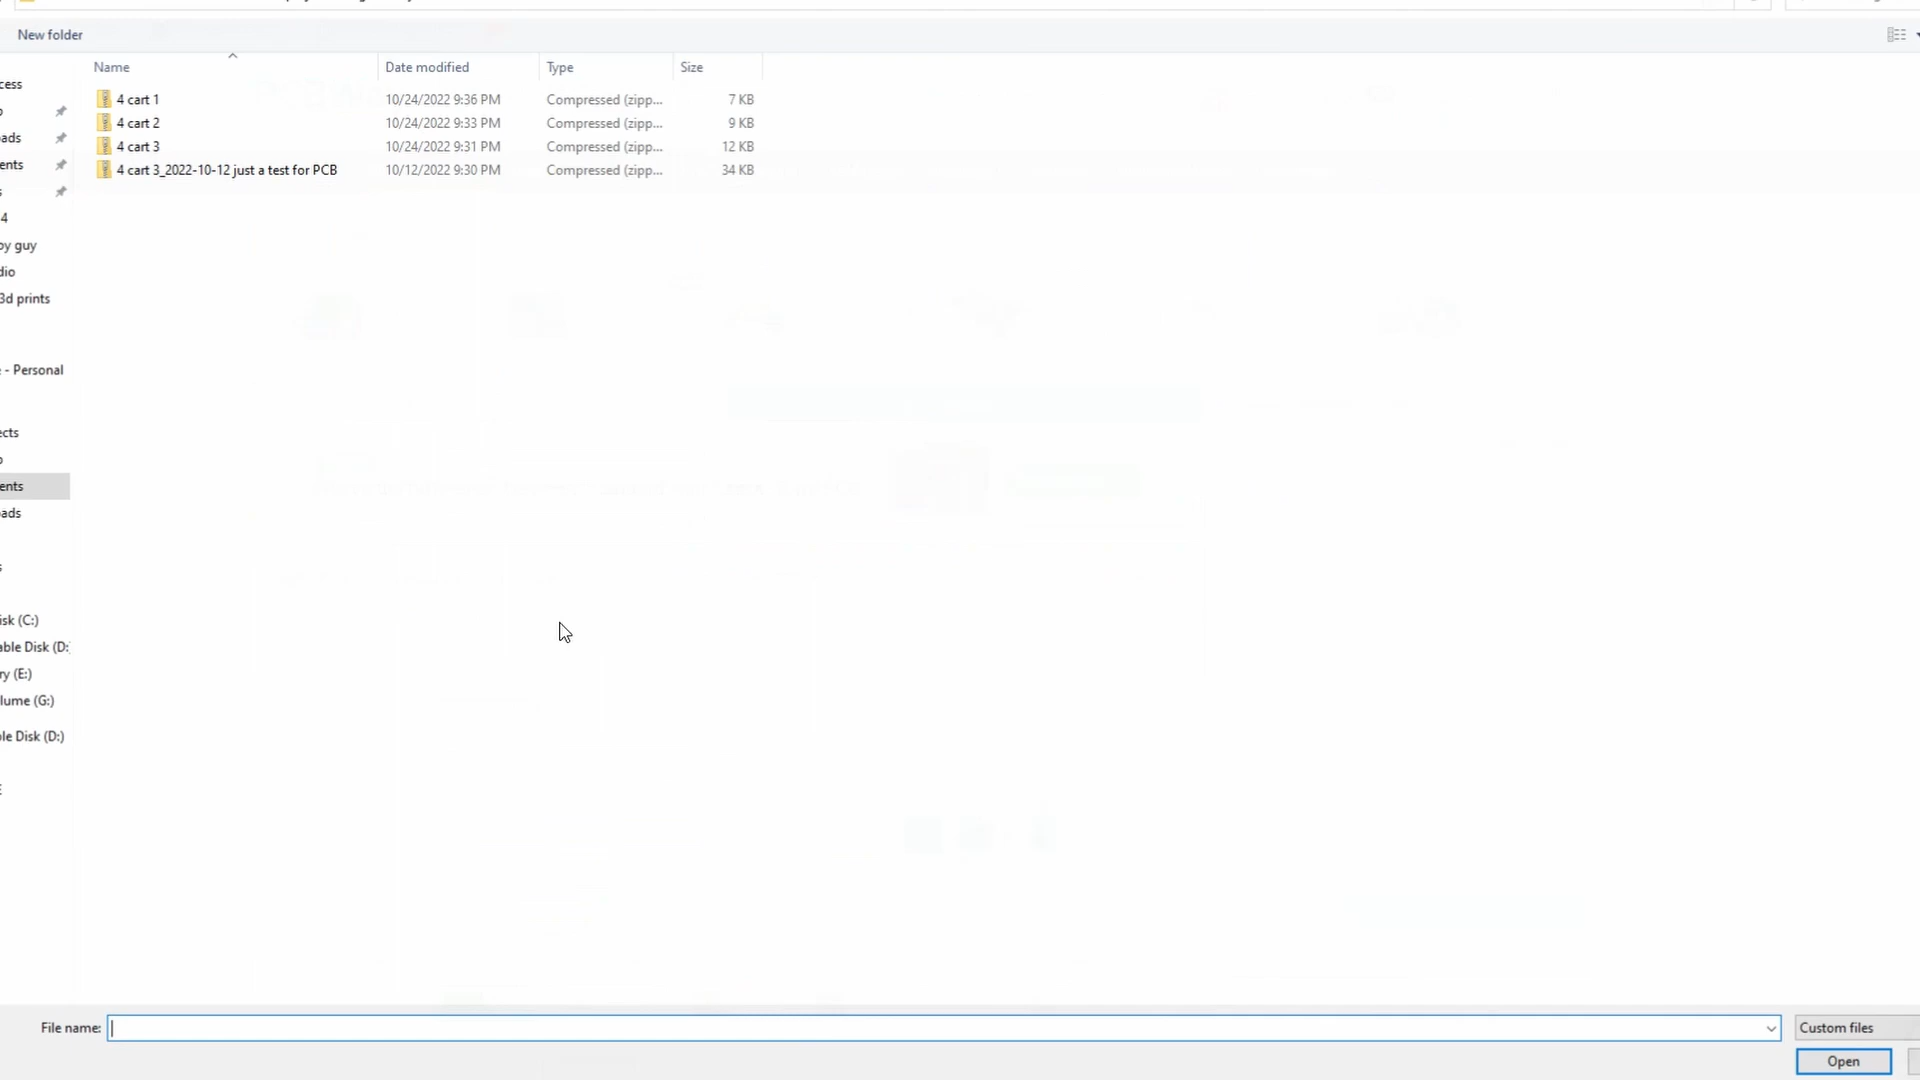 New folder
Name Date modified Type Size
cess
4 cart 1 10/24/2022 9:36 PM Compressed (zipp... 7 KB
4 cart 2 10/24/2022 9:33 PM Compressed (zipp... 9 KB
ads
4 cart 3 10/24/2022 9:31 PM Compressed (zipp... 12 KB
ents
4 cart 3_2022-10-12 just a test for PCB 10/12/2022 9:30 PM Compressed (zipp... 34 KB
s
4
by guy
dio
3d prints
- Personal
ects
ents
ads
s
isk (C:)
able Disk (D:
ry (E:)
lume (G:)
le Disk (D:)
File name: Custom files
Open